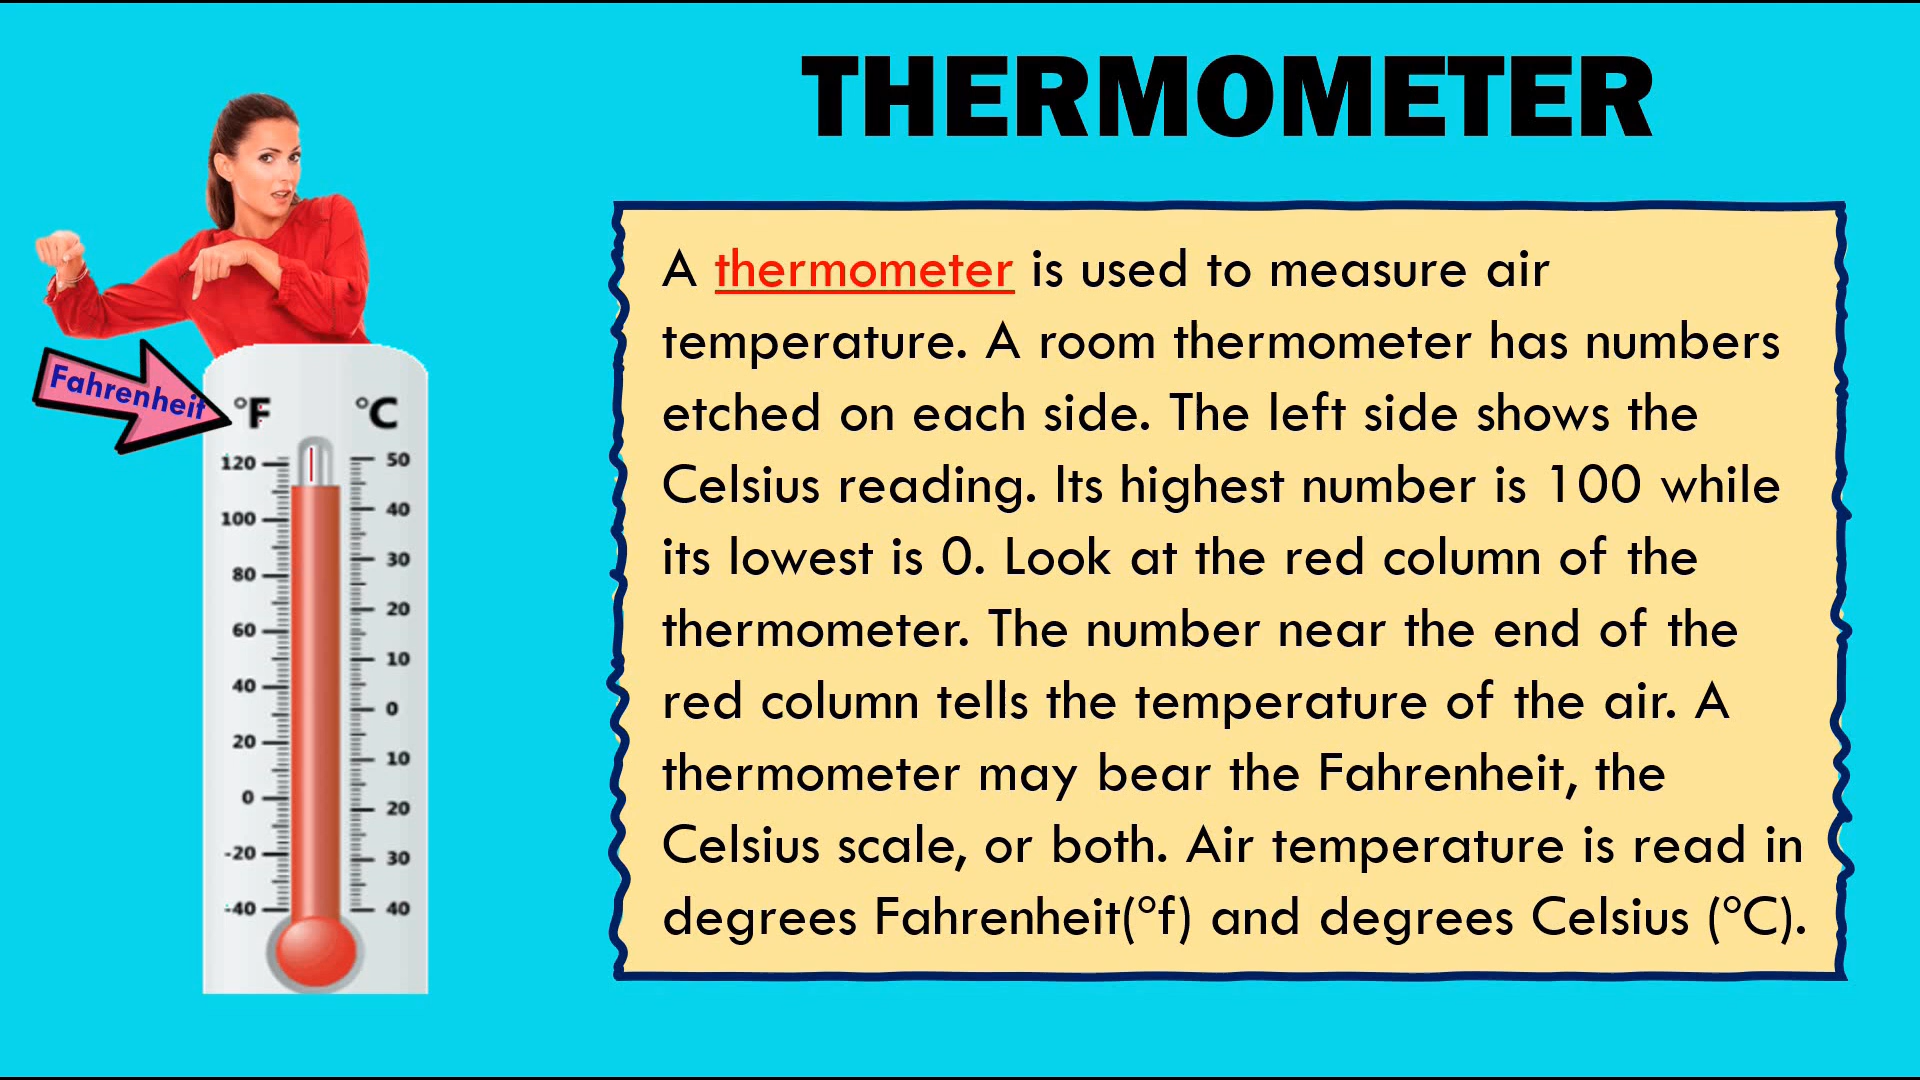 THERMOMETER
A thermometer is used to measure air
temperature. A room thermometer has numbers
etched on each side. The left side shows the
Celsius reading. Its highest number is 100 while
its lowest is 0. Look at the red column of the
thermometer. The number near the end of the
red column tells the temperature of the air. A
thermometer may bear the Fahrenheit, the
Celsius scale, or both. Air temperature is read in
degrees Fahrenheit(°f) and degrees Celsius (°C).
Fahrenheit
°F °C
120 50
100 40
80 30
60 20
40 10
20 0
0 10
-20 20
-40 30
40